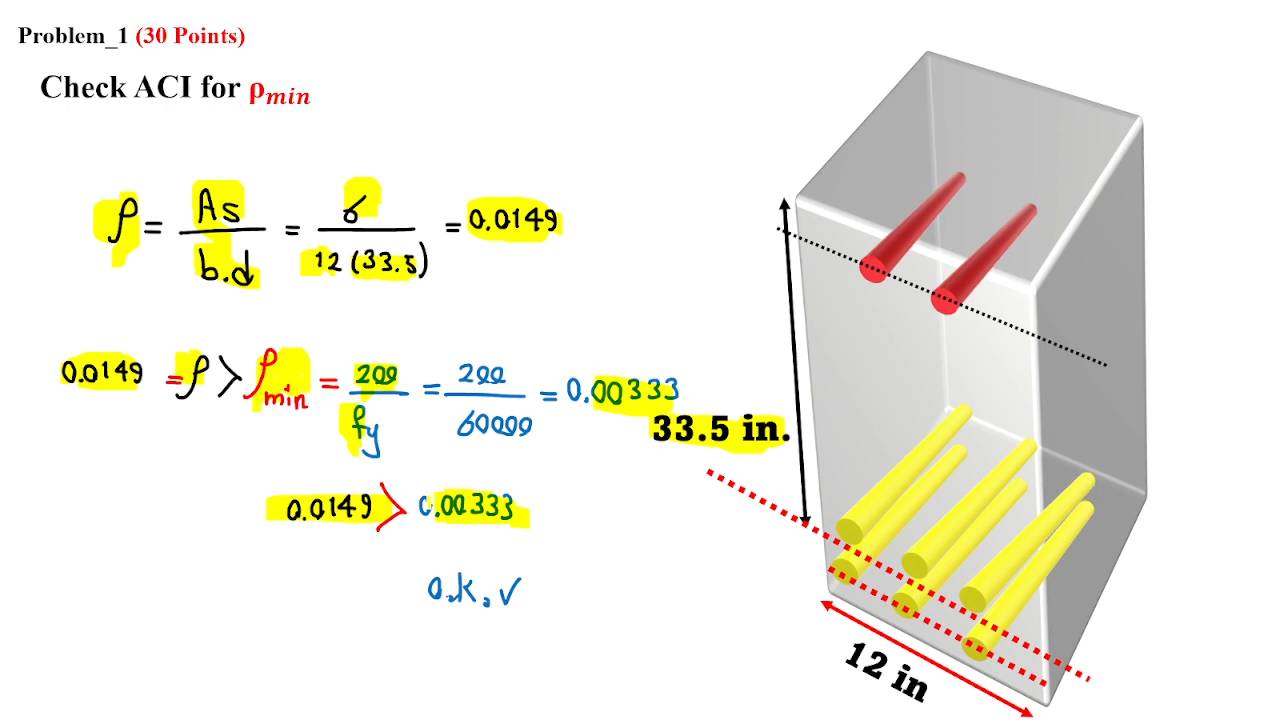 Problem_1 (30 Points)
Check ACI for ρmin
ρ = As / b.d = 6 / 12 (33.5) = 0.0149
0.0149 = ρ > ρmin = 200 / fy = 200 / 60000 = 0.00333
33.5 in.
0.0149 > 0.00333
o.k. ✓
12 in